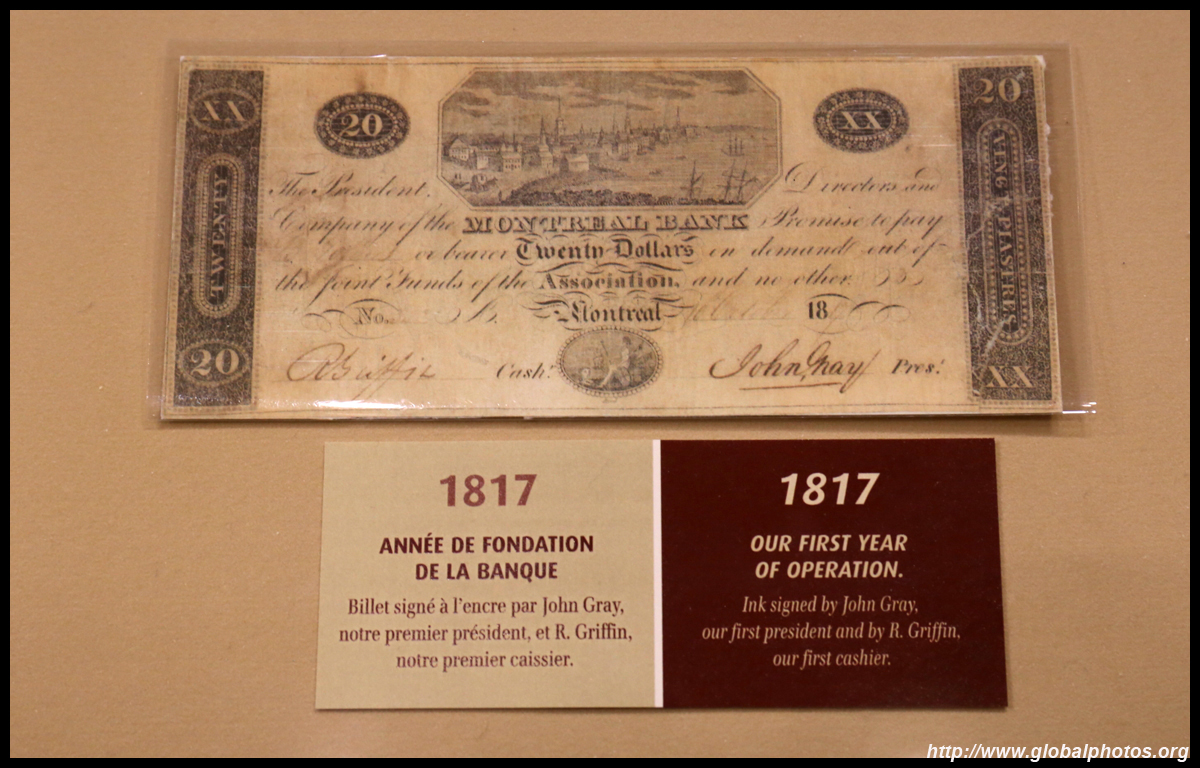 XX
20
XX
20
The President, Directors and
Company of the MONTREAL BANK Promise to pay
or bearer Twenty Dollars on demand out of
the joint Funds of the Association, and no other
No. Montreal 18
R Griffin Cash.r John Gray Pres.t
TWENTY
20
VINGT PIASTRES
XX
1817
ANNÉE DE FONDATION
DE LA BANQUE
Billet signé à l'encre par John Gray,
notre premier président, et R. Griffin,
notre premier caissier.
1817
OUR FIRST YEAR
OF OPERATION.
Ink signed by John Gray,
our first president and by R. Griffin,
our first cashier.
http://www.globalphotos.org